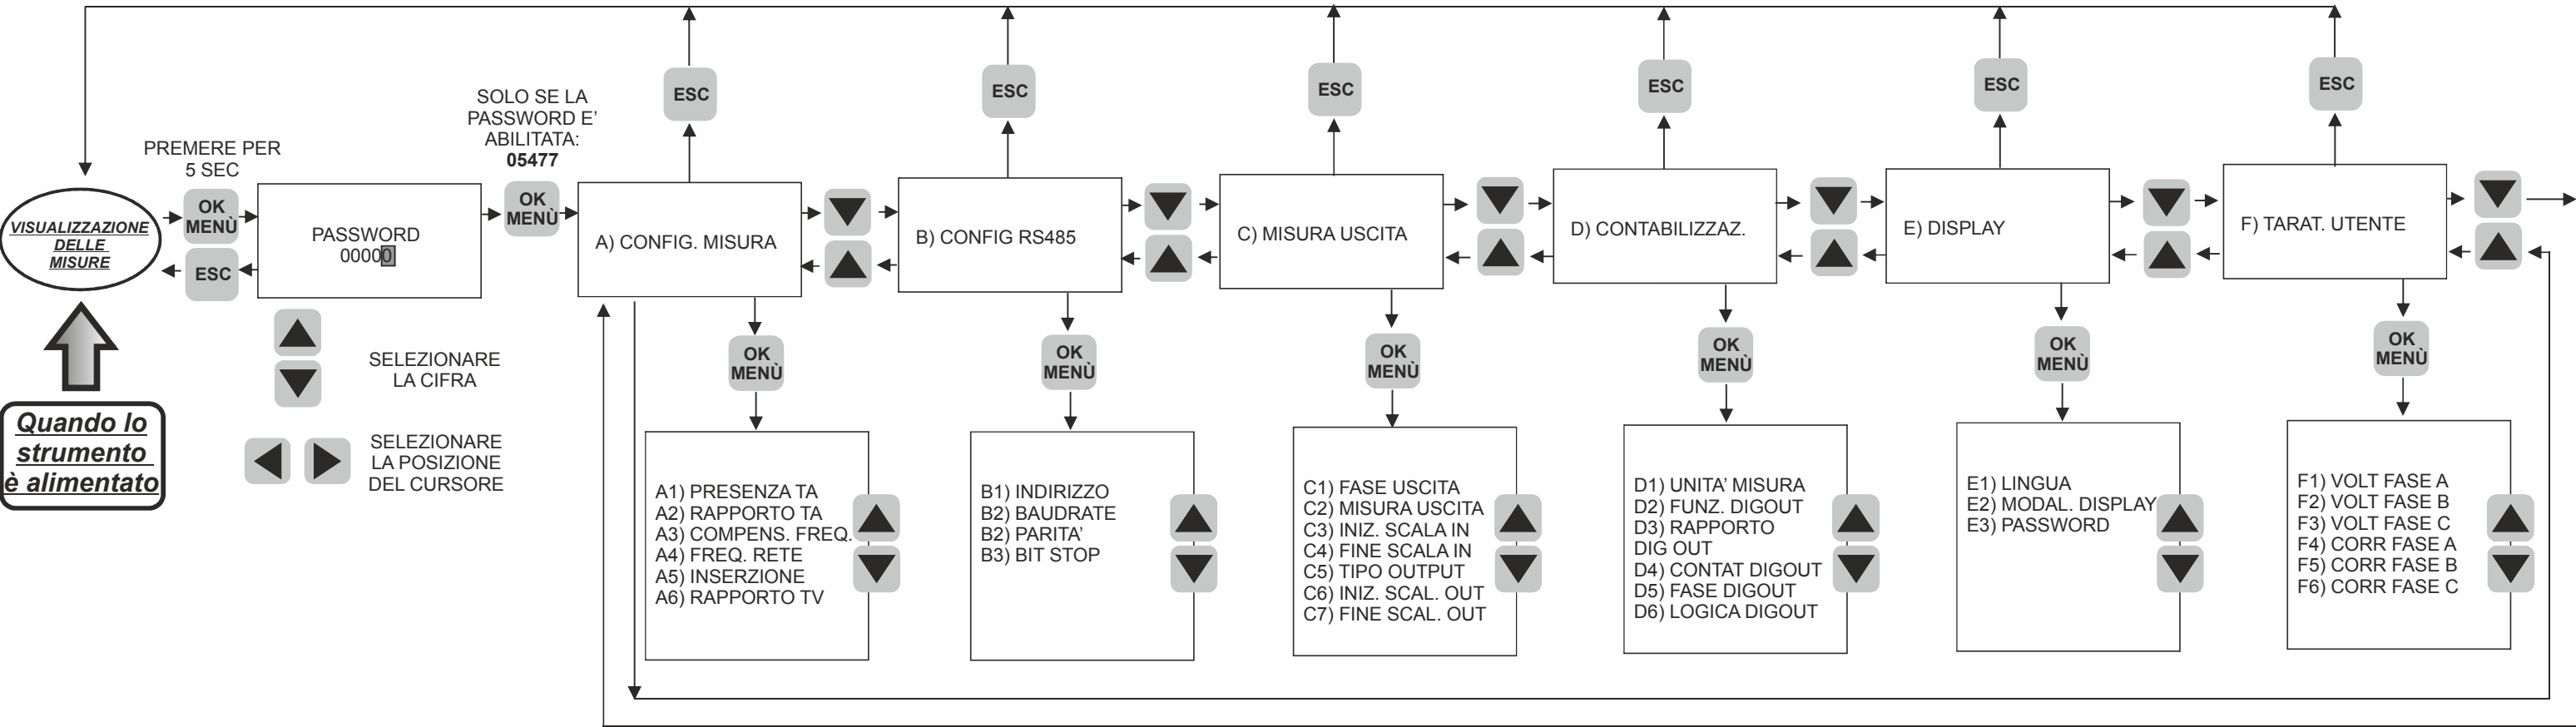 ESC
ESC
ESC
ESC
ESC
ESC
SOLO SE LA
PASSWORD E'
ABILITATA:
05477
PREMERE PER
5 SEC
OK
MENÙ
ESC
VISUALIZZAZIONE
DELLE
MISURE
PASSWORD
00000
OK
MENÙ
A) CONFIG. MISURA
B) CONFIG RS485
C) MISURA USCITA
D) CONTABILIZZAZ.
E) DISPLAY
F) TARAT. UTENTE
Quando lo
strumento
è alimentato
SELEZIONARE
LA CIFRA
SELEZIONARE
LA POSIZIONE
DEL CURSORE
OK
MENÙ
OK
MENÙ
OK
MENÙ
OK
MENÙ
OK
MENÙ
OK
MENÙ
A1) PRESENZA TA
A2) RAPPORTO TA
A3) COMPENS. FREQ.
A4) FREQ. RETE
A5) INSERZIONE
A6) RAPPORTO TV
B1) INDIRIZZO
B2) BAUDRATE
B2) PARITA'
B3) BIT STOP
C1) FASE USCITA
C2) MISURA USCITA
C3) INIZ. SCALA IN
C4) FINE SCALA IN
C5) TIPO OUTPUT
C6) INIZ. SCAL. OUT
C7) FINE SCAL. OUT
D1) UNITA' MISURA
D2) FUNZ. DIGOUT
D3) RAPPORTO
DIG OUT
D4) CONTAT DIGOUT
D5) FASE DIGOUT
D6) LOGICA DIGOUT
E1) LINGUA
E2) MODAL. DISPLAY
E3) PASSWORD
F1) VOLT FASE A
F2) VOLT FASE B
F3) VOLT FASE C
F4) CORR FASE A
F5) CORR FASE B
F6) CORR FASE C